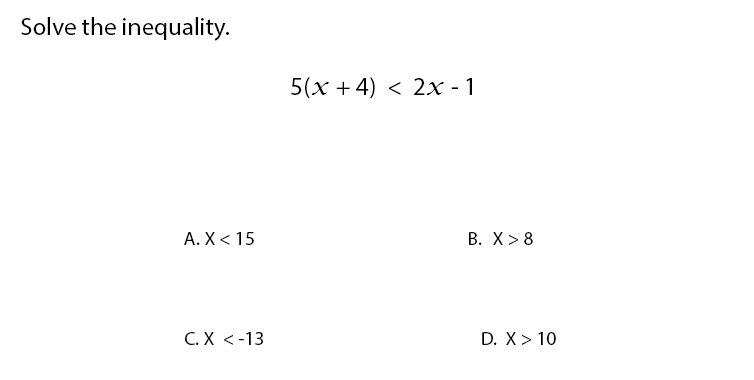 Solve the inequality.
5(x + 4) < 2x - 1
A. X < 15
B. X > 8
C. X < -13
D. X > 10